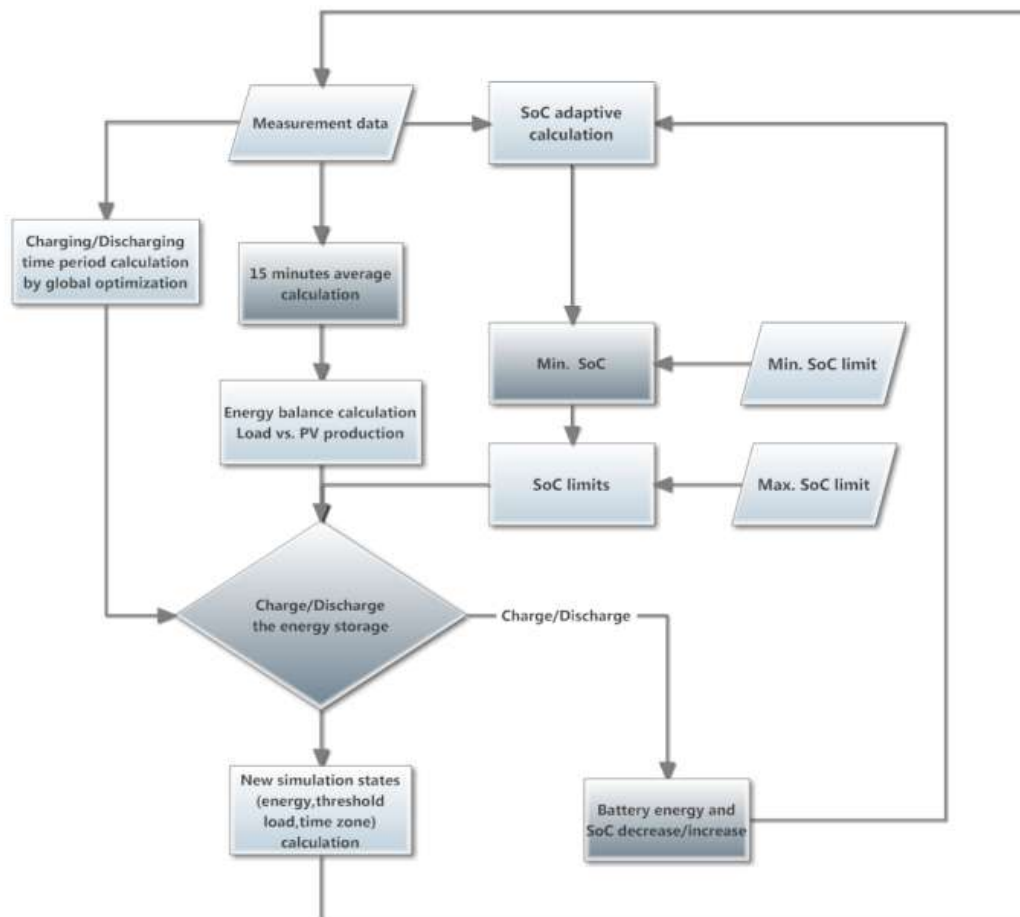 Measurement data
SoC adaptive
calculation
Charging/Discharging
time period calculation
by global optimization
15 minutes average
calculation
Min. SoC
Min. SoC limit
Energy balance calculation
Load vs. PV production
SoC limits
Max. SoC limit
Charge/Discharge
the energy storage
Charge/Discharge
New simulation states
(energy,threshold
load,time zone)
calculation
Battery energy and
SoC decrease/increase